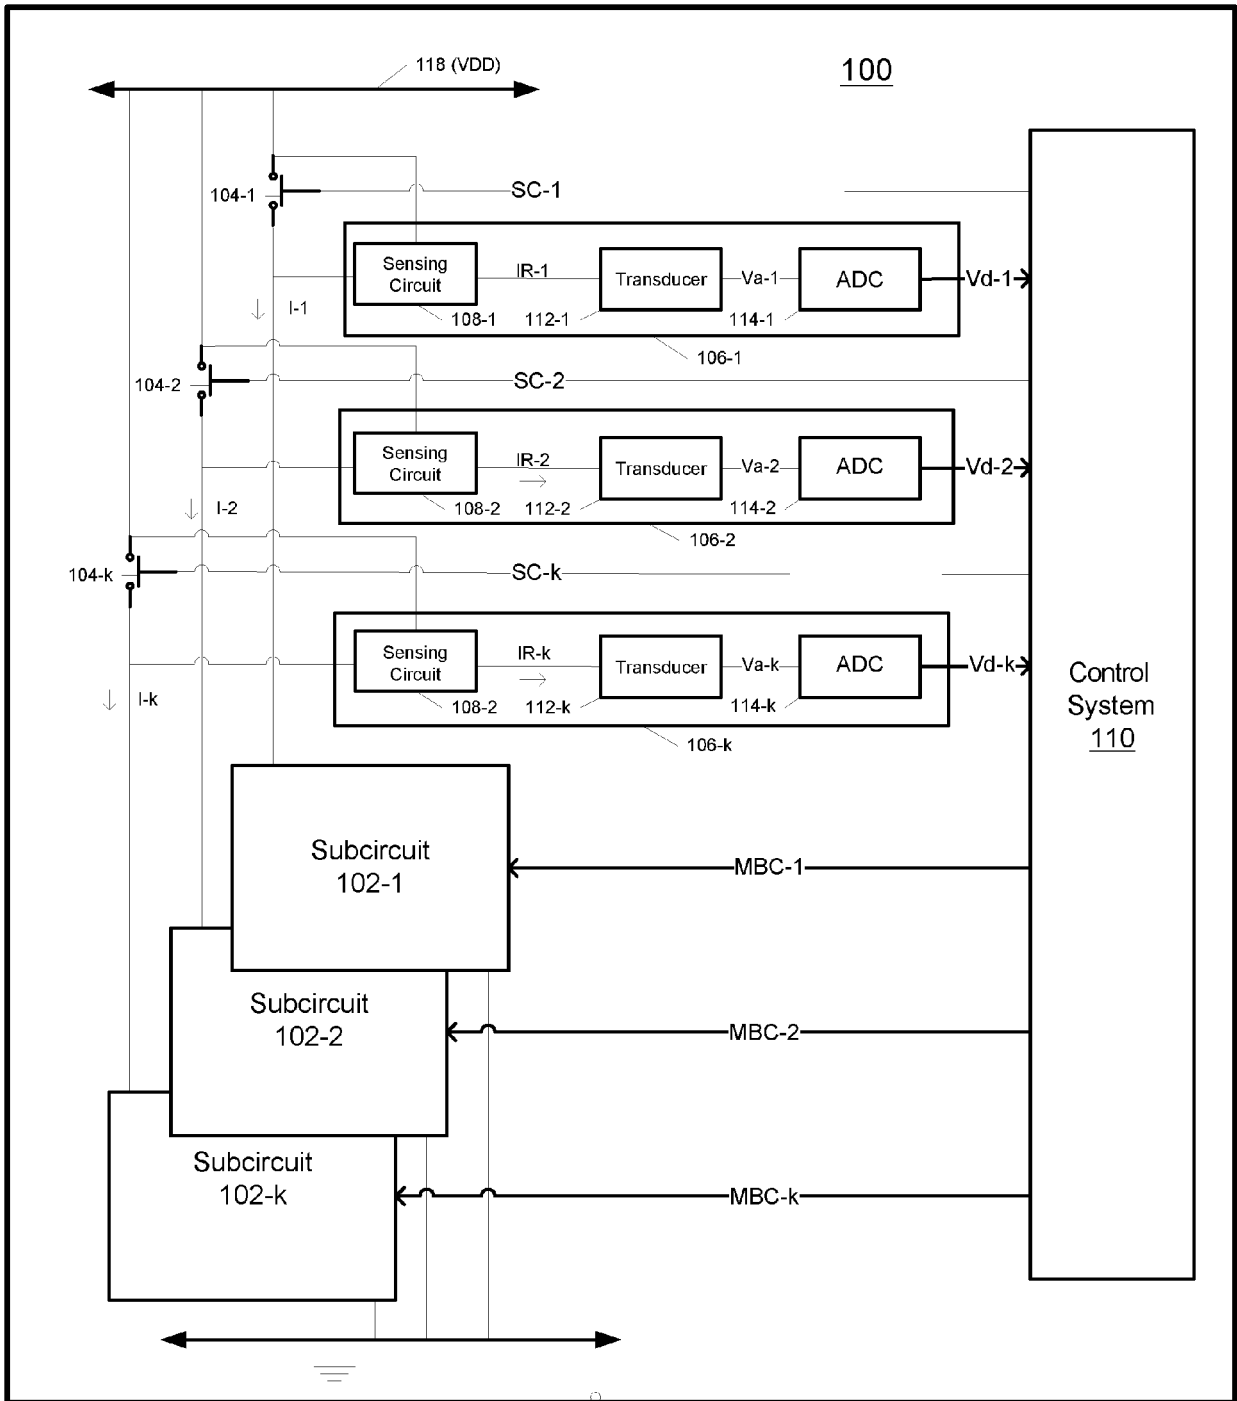 118 (VDD)
100
104-1
SC-1
Sensing
Circuit
IR-1
Transducer
Va-1
ADC
Vd-1
I-1
108-1
112-1
114-1
106-1
104-2
SC-2
Sensing
Circuit
IR-2
Transducer
Va-2
ADC
Vd-2
I-2
108-2
112-2
114-2
106-2
104-k
SC-k
Sensing
Circuit
IR-k
Transducer
Va-k
ADC
Vd-k
I-k
108-2
112-k
114-k
106-k
Control
System
110
Subcircuit
102-1
MBC-1
Subcircuit
102-2
MBC-2
Subcircuit
102-k
MBC-k